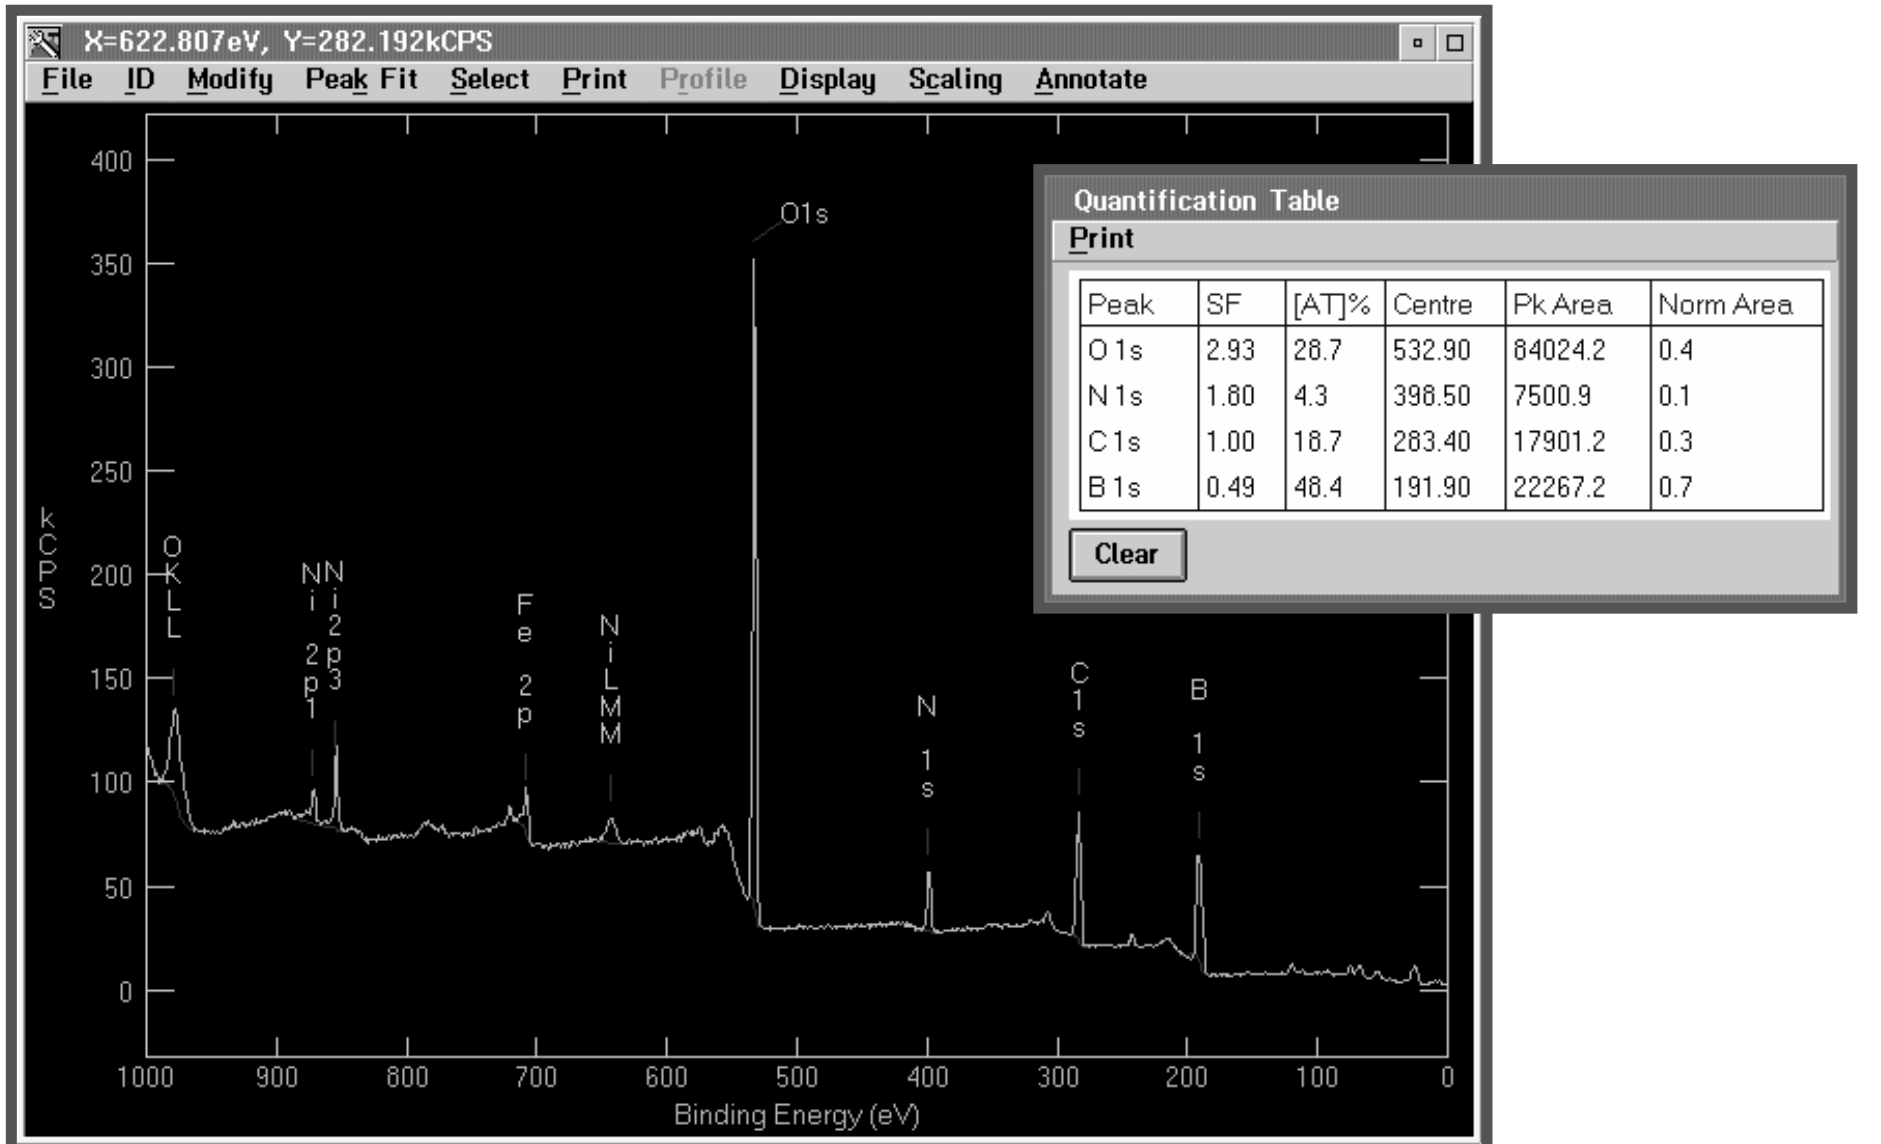 X=622.807eV, Y=282.192kCPS
File ID Modify Peak Fit Select Print Profile Display Scaling Annotate
400
350
300
250
200
150
100
50
0
kCPS
O KLL
Ni 2p1
Ni 2p3
Fe 2p
Ni LMM
O1s
N 1s
C 1s
B 1s
1000 900 800 700 600 500 400 300 200 100 0
Binding Energy (eV)
Quantification Table
Print
Peak SF [AT]% Centre Pk Area Norm Area
O 1s 2.93 28.7 532.90 84024.2 0.4
N 1s 1.80 4.3 398.50 7500.9 0.1
C 1s 1.00 18.7 283.40 17901.2 0.3
B 1s 0.49 48.4 191.90 22267.2 0.7
Clear